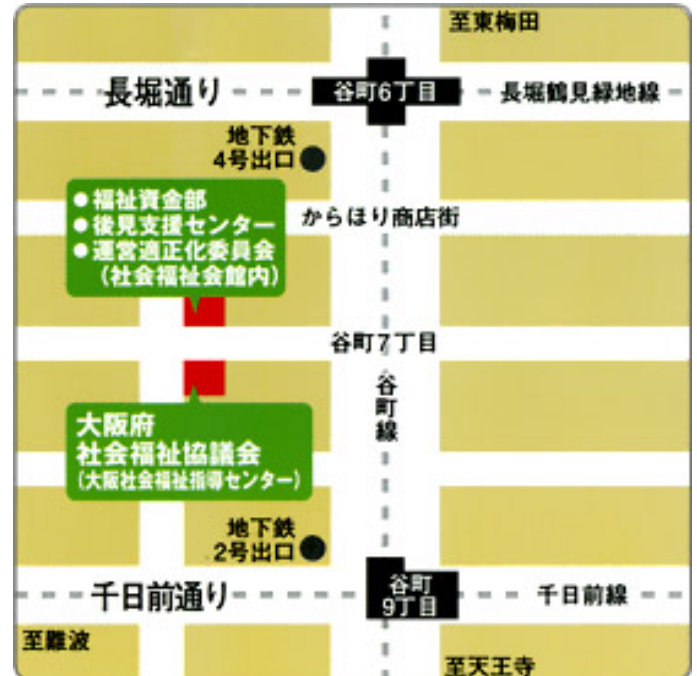 至東梅田
長堀通り
谷町6丁目
長堀鶴見緑地線
地下鉄
4号出口
●福祉資金部
●後見支援センター
●運営適正化委員会
(社会福祉会館内)
からほり商店街
谷町7丁目
谷町線
大阪府
社会福祉協議会
(大阪社会福祉指導センター)
地下鉄
2号出口
千日前通り
谷町
9丁目
千日前線
至難波
至天王寺